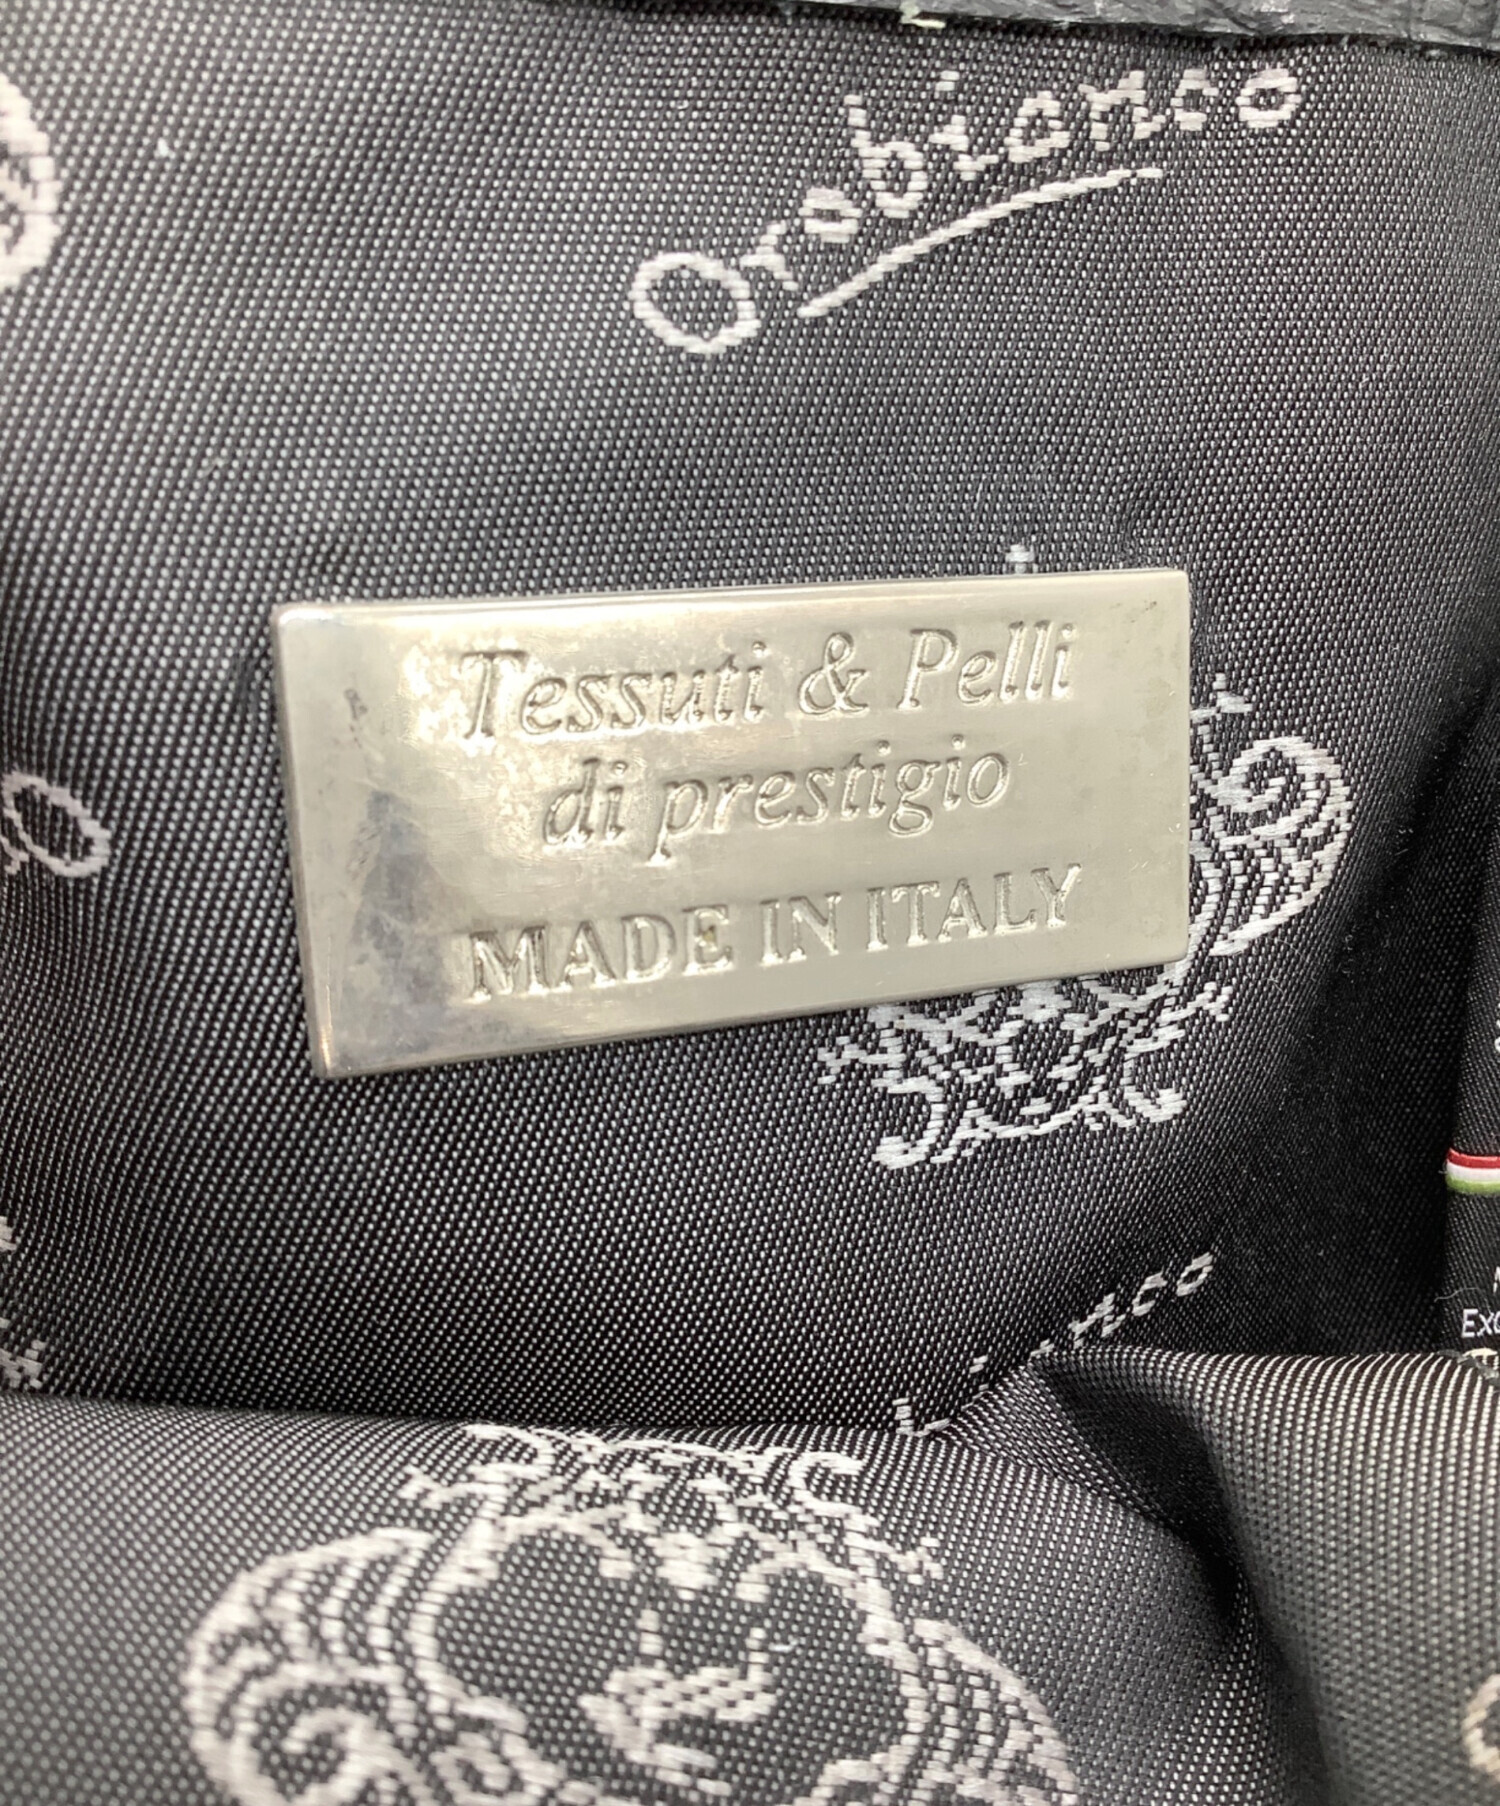 Orobianco
Tessuti & Pelli
di prestigio
MADE IN ITALY